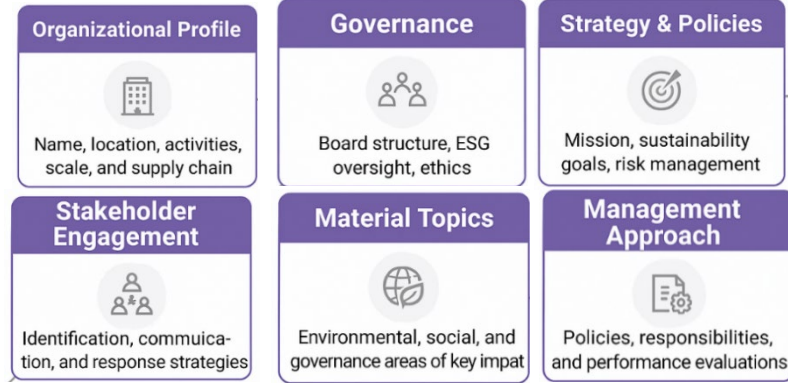 Organizational Profile
Name, location, activities,
scale, and supply chain
Governance
Board structure, ESG
oversight, ethics
Strategy & Policies
Mission, sustainability
goals, risk management
Stakeholder
Engagement
Identification, commuica-
tion, and response strategies
Material Topics
Environmental, social, and
governance areas of key impat
Management
Approach
Policies, responsibilities,
and performance evaluations